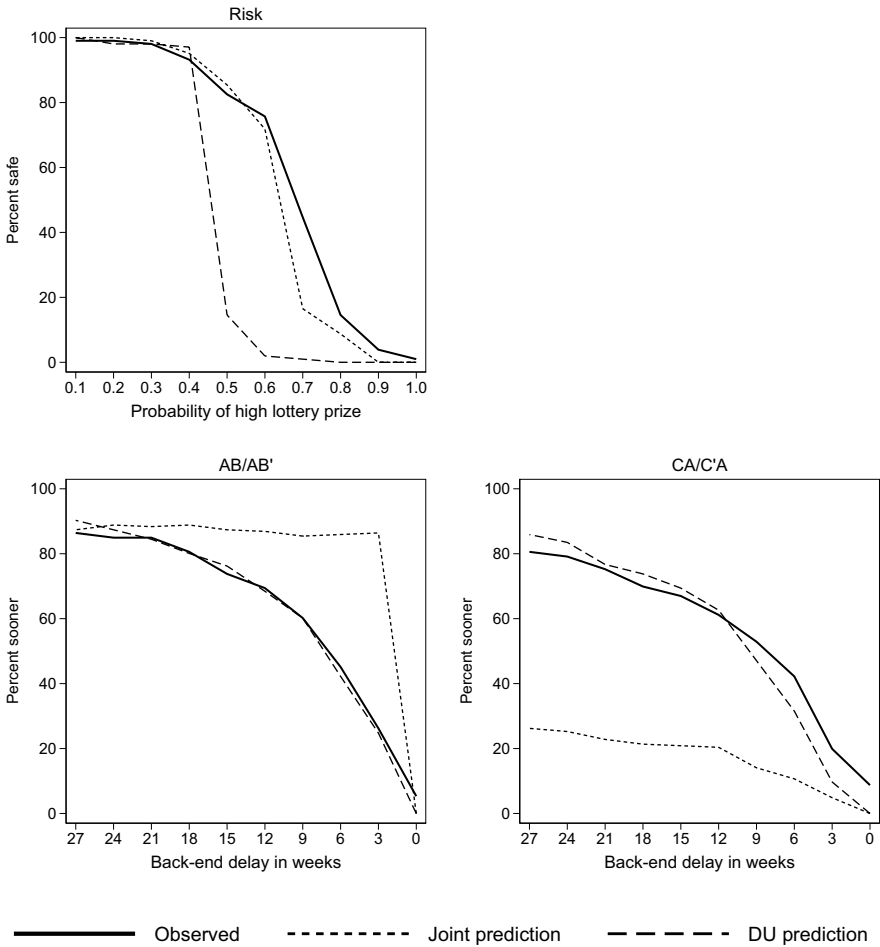 Risk
Percent safe
100
80
60
40
20
0
0.1 0.2 0.3 0.4 0.5 0.6 0.7 0.8 0.9 1.0
Probability of high lottery prize
AB/AB'
Percent sooner
100
80
60
40
20
0
27 24 21 18 15 12 9 6 3 0
Back-end delay in weeks
CA/C'A
Percent sooner
100
80
60
40
20
0
27 24 21 18 15 12 9 6 3 0
Back-end delay in weeks
Observed Joint prediction DU prediction